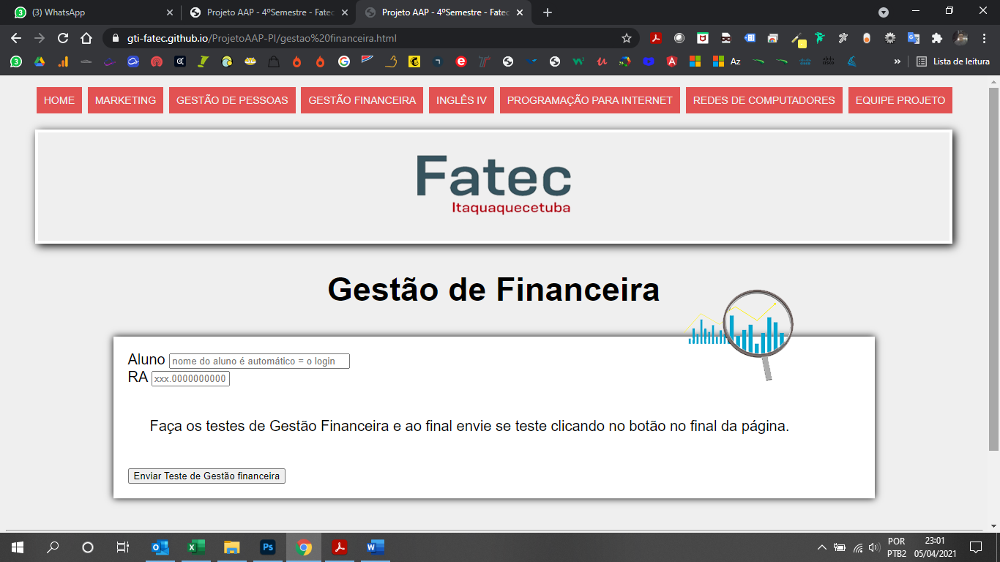 (3) WhatsApp
Projeto AAP - 4ºSemestre - Fatec
Projeto AAP - 4ºSemestre - Fatec
gti-fatec.github.io/ProjetoAAP-PI/gestao%20financeira.html
Az
Lista de leitura
HOME
MARKETING
GESTÃO DE PESSOAS
GESTÃO FINANCEIRA
INGLÊS IV
PROGRAMAÇÃO PARA INTERNET
REDES DE COMPUTADORES
EQUIPE PROJETO
Fatec
Itaquaquecetuba
Gestão de Financeira
Aluno nome do aluno é automático = o login
RA xxx.0000000000
Faça os testes de Gestão Financeira e ao final envie se teste clicando no botão no final da página.
Enviar Teste de Gestão financeira
POR
PTB2
23:01
05/04/2021